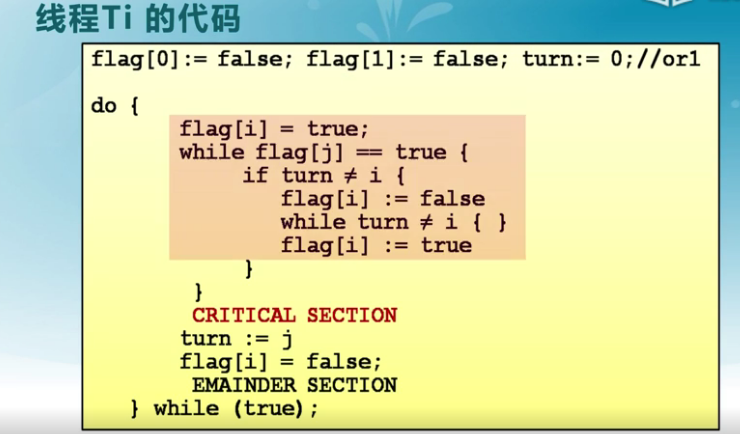 线程Ti 的代码
flag[0]:= false; flag[1]:= false; turn:= 0;//or1
do {
flag[i] = true;
while flag[j] == true {
if turn ≠ i {
flag[i] := false
while turn ≠ i { }
flag[i] := true
}
}
CRITICAL SECTION
turn := j
flag[i] = false;
EMAINDER SECTION
} while (true);